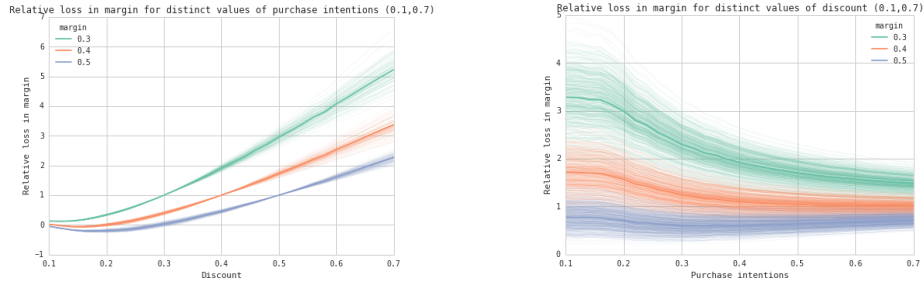 Relative loss in margin for distinct values of purchase intentions (0.1,0.7)
7
6
5
4
3
2
1
0
−1
Relative loss in margin
margin
0.3
0.4
0.5
0.1 0.2 0.3 0.4 0.5 0.6 0.7
Discount
Relative loss in margin for distinct values of discount (0.1,0.7)
5
4
3
2
1
0
Relative loss in margin
margin
0.3
0.4
0.5
0.1 0.2 0.3 0.4 0.5 0.6 0.7
Purchase intentions